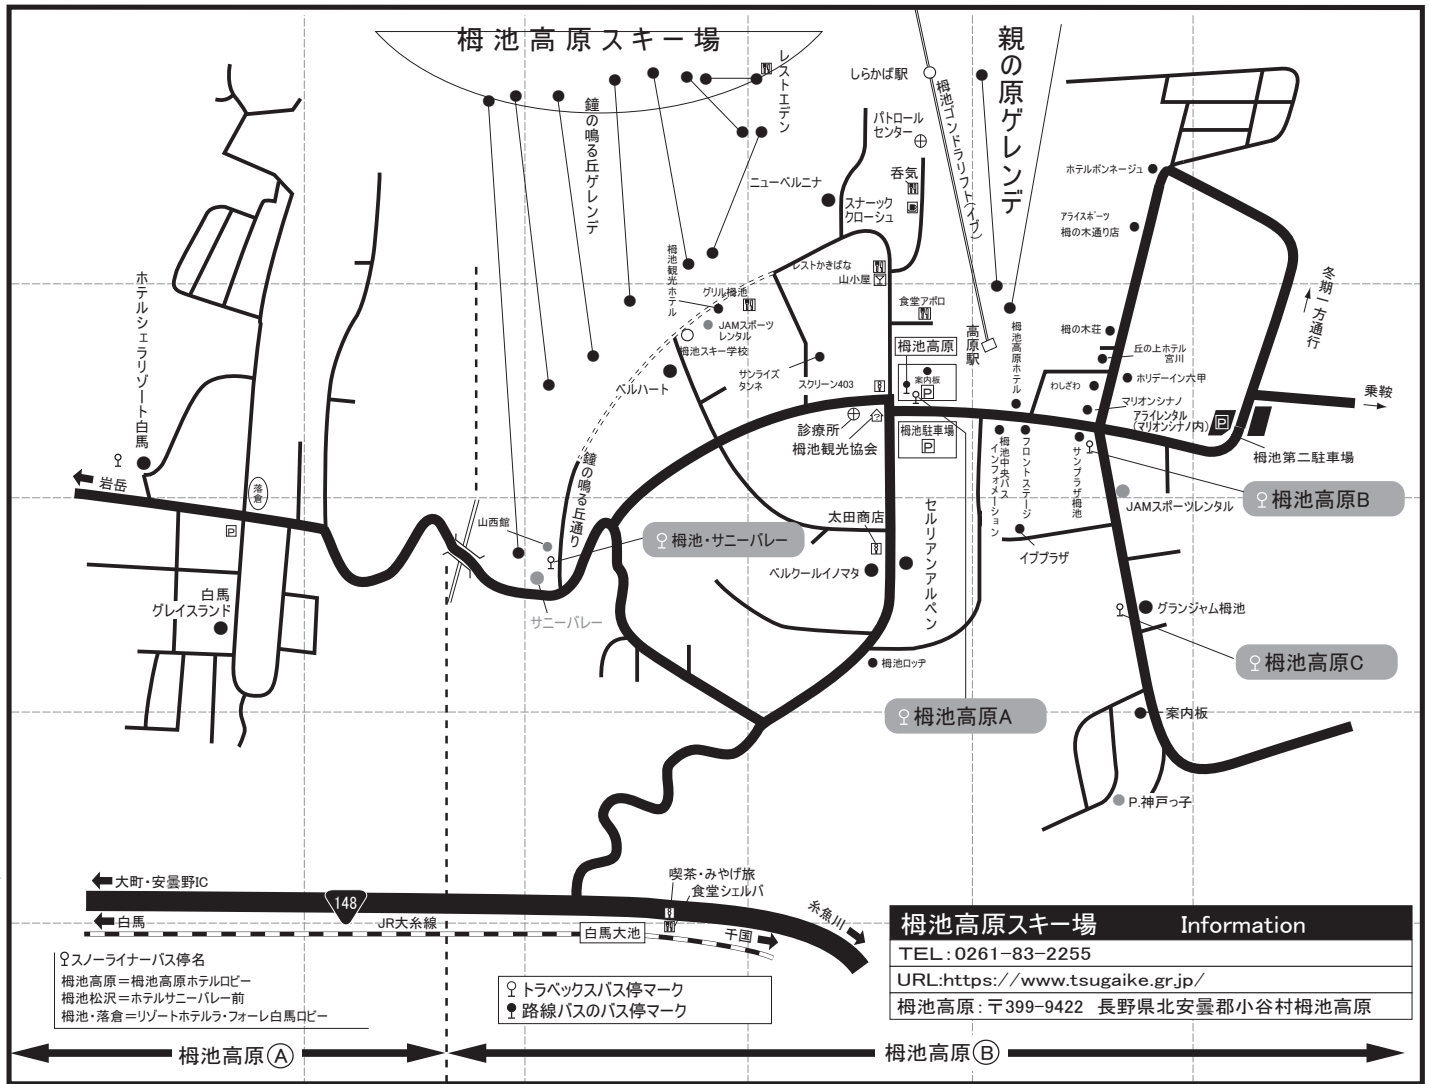 栂池高原スキー場
レストエデン
しらかば駅
栂池ゴンドラリフト(イブ)
親の原ゲレンデ
鐘の鳴る丘ゲレンデ
パトロール
センター
呑気
ニューベルニナ
スナック
クローシュ
ホテルボンネージュ
アライスポーツ
栂の木通り店
冬期一方通行
ホテルシェラリゾート白馬
栂池観光ホテル
グリル栂池
JAMスポーツ
レンタル
栂池スキー学校
レストかきばな
山小屋
食堂アポロ
栂池高原
高原駅
案内板
P
栂池高原ホテル
栂の木荘
丘の上ホテル
宮川
わしざわ
ホリデーイン六甲
マリオンシナノ
アライレンタル
(マリオンシナノ内)
P
乗鞍
栂池第二駐車場
ベルハート
サンライズ
タンネ
スクリーン403
診療所
栂池観光協会
栂池駐車場
P
栂池中央バス
インフォメーション
フロントステージ
サンプラザ栂池
栂池高原B
JAMスポーツレンタル
岩岳
落倉
P
鐘の鳴る丘通り
山西館
栂池・サニーバレー
サニーバレー
太田商店
ベルクールイノマタ
セルリアンアルペン
イブプラザ
白馬
グレイスランド
グランジャム栂池
栂池高原C
栂池ロッヂ
栂池高原A
案内板
P.神戸っ子
大町・安曇野IC
148
白馬
JR大糸線
白馬大池
喫茶・みやげ旅
食堂シェルパ
千国
糸魚川
栂池高原スキー場 Information
TEL:0261-83-2255
URL:https://www.tsugaike.gr.jp/
栂池高原:〒399-9422 長野県北安曇郡小谷村栂池高原
スノーライナーバス停名
栂池高原=栂池高原ホテルロビー
栂池松沢=ホテルサニーバレー前
栂池・落倉=リゾートホテルラ・フォーレ白馬ロビー
トラベックスバス停マーク
路線バスのバス停マーク
栂池高原Ⓐ
栂池高原Ⓑ